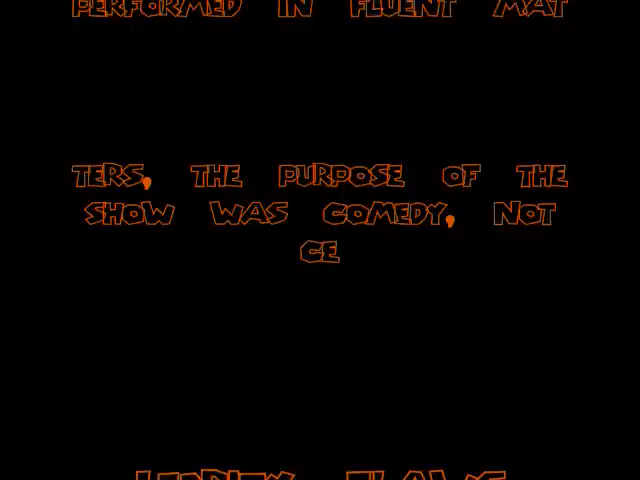 PERFORMED IN FLUENT MAT
TERS, THE PURPOSE OF THE
SHOW WAS COMEDY, NOT
CE